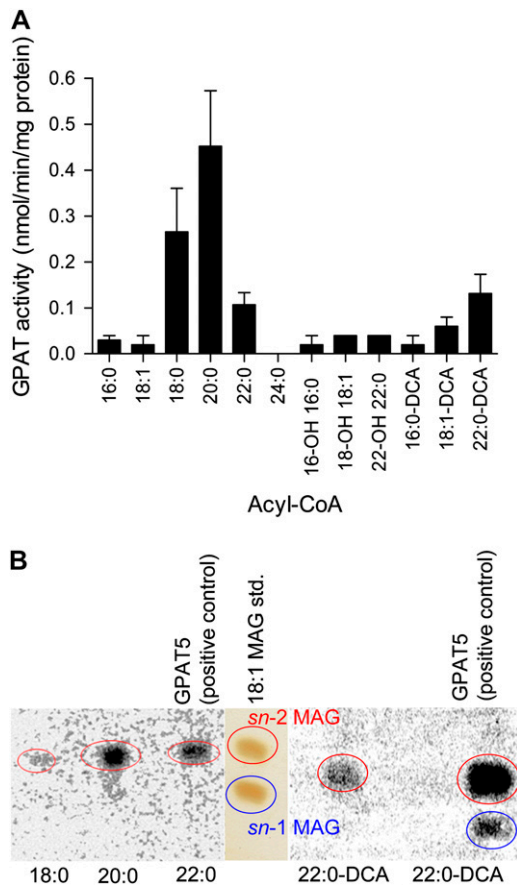 A
GPAT activity (nmol/min/mg protein)
0.6
0.5
0.4
0.3
0.2
0.1
0.0
16:0
18:1
18:0
20:0
22:0
24:0
16-OH 16:0
18-OH 18:1
22-OH 22:0
16:0-DCA
18:1-DCA
22:0-DCA
Acyl-CoA
B
GPAT5
(positive control)
18:1 MAG std.
GPAT5
(positive control)
sn-2 MAG
sn-1 MAG
18:0 20:0 22:0 22:0-DCA 22:0-DCA